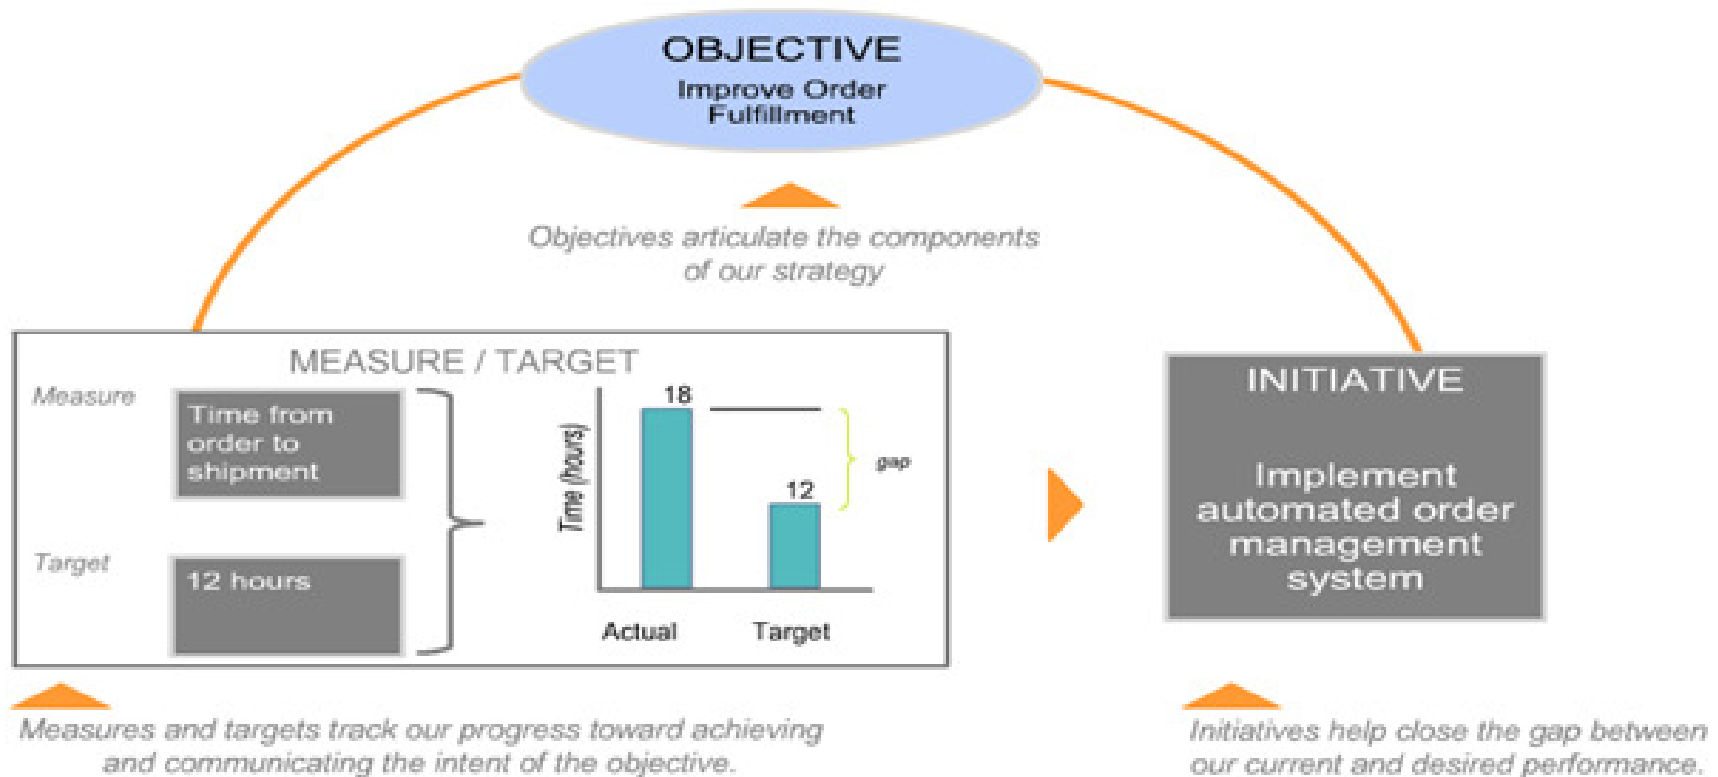 OBJECTIVE
Improve Order
Fulfillment
Objectives articulate the components
of our strategy
MEASURE / TARGET
Measure
Time from
order to
shipment
Target
12 hours
Time (hours)
18
12
gap
Actual
Target
INITIATIVE
Implement
automated order
management
system
Measures and targets track our progress toward achieving
and communicating the intent of the objective.
Initiatives help close the gap between
our current and desired performance.